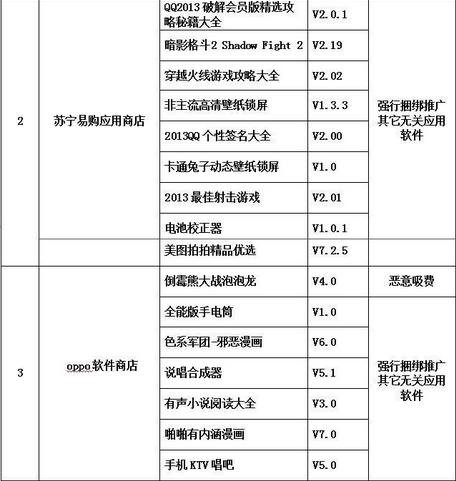 QQ2013 破解会员版精选攻
略秘籍大全
V2.0.1
暗影格斗2 Shadow Fight 2
V2.19
穿越火线游戏攻略大全
V2.02
2
苏宁易购应用商店
非主流高清壁纸锁屏
V1.3.3
强行捆绑推广
其它无关应用
软件
2013QQ 个性签名大全
V2.00
卡通兔子动态壁纸锁屏
V1.0
2013 最佳射击游戏
V2.01
电池校正器
V1.0.1
美图拍拍精品优选
V7.2.5
倒霉熊大战泡泡龙
V4.0
恶意吸费
全能版手电筒
V1.0
色系军团-邪恶漫画
V6.0
3
oppo软件商店
说唱合成器
V5.1
强行捆绑推广
其它无关应用
软件
有声小说阅读大全
V3.0
啪啪有内涵漫画
V7.0
手机 KTV 唱吧
V5.0